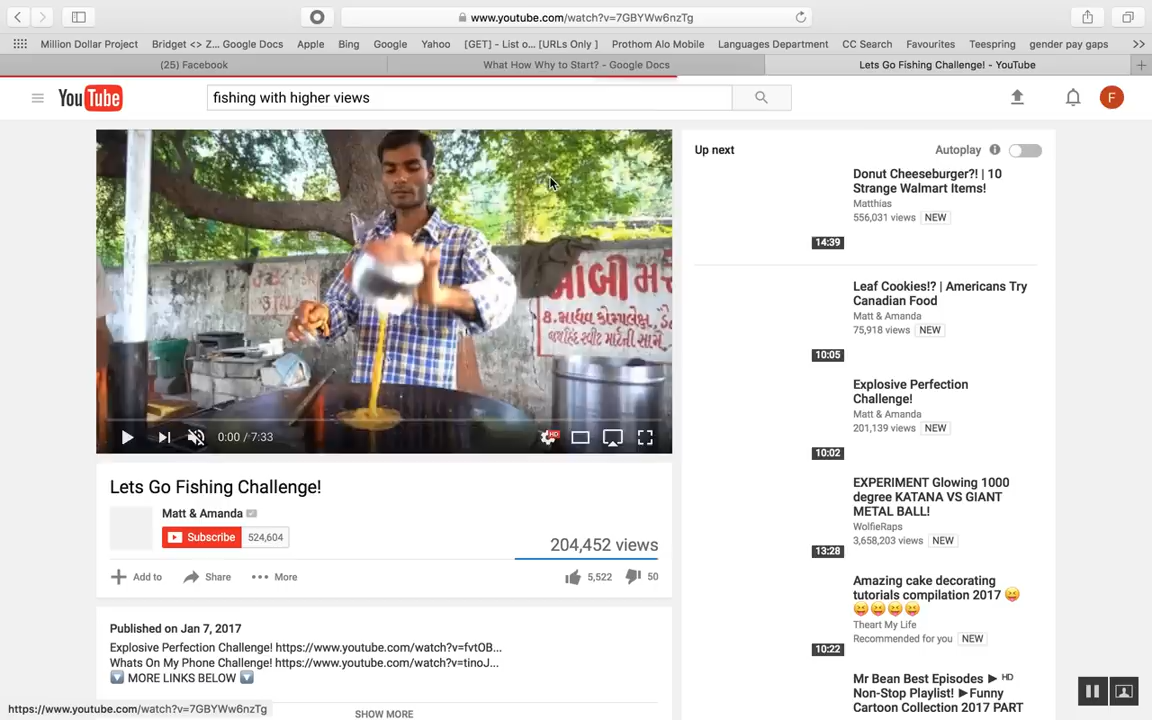 www.youtube.com/watch?v=7GBYWw6nzTg
Million Dollar Project
Bridget <> Z... Google Docs
Apple
Bing
Google
Yahoo
[GET] - List o... [URLs Only ]
Prothom Alo Mobile
Languages Department
CC Search
Favourites
Teespring
gender pay gaps
(25) Facebook
What How Why to Start? - Google Docs
Lets Go Fishing Challenge! - YouTube
YouTube
fishing with higher views
F
0:00 / 7:33
HD
Lets Go Fishing Challenge!
Matt & Amanda
Subscribe 524,604
204,452 views
Add to
Share
More
5,522
50
Published on Jan 7, 2017
Explosive Perfection Challenge! https://www.youtube.com/watch?v=fvtOB...
Whats On My Phone Challenge! https://www.youtube.com/watch?v=tinoJ...
MORE LINKS BELOW
SHOW MORE
https://www.youtube.com/watch?v=7GBYWw6nzTg
Up next
Autoplay
Donut Cheeseburger?! | 10
Strange Walmart Items!
Matthias
556,031 views NEW
14:39
Leaf Cookies!? | Americans Try
Canadian Food
Matt & Amanda
75,918 views NEW
10:05
Explosive Perfection
Challenge!
Matt & Amanda
201,139 views NEW
10:02
EXPERIMENT Glowing 1000
degree KATANA VS GIANT
METAL BALL!
WolfieRaps
3,658,203 views NEW
13:28
Amazing cake decorating
tutorials compilation 2017 😝
😝😝😝😝
Theart My Life
Recommended for you NEW
10:22
Mr Bean Best Episodes ► HD
Non-Stop Playlist! ►Funny
Cartoon Collection 2017 PART